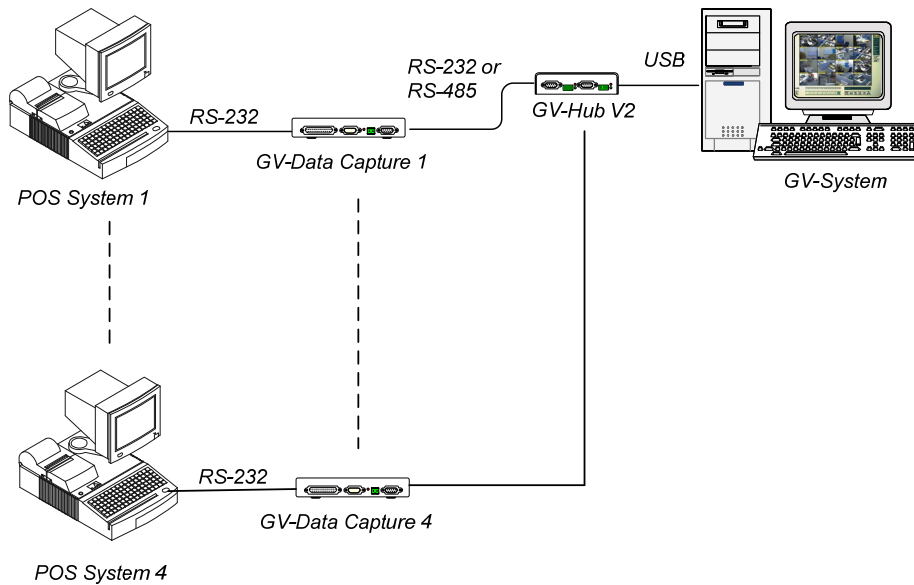 RS-232 or
RS-485
USB
RS-232
GV-Hub V2
GV-Data Capture 1
GV-System
POS System 1
RS-232
GV-Data Capture 4
POS System 4